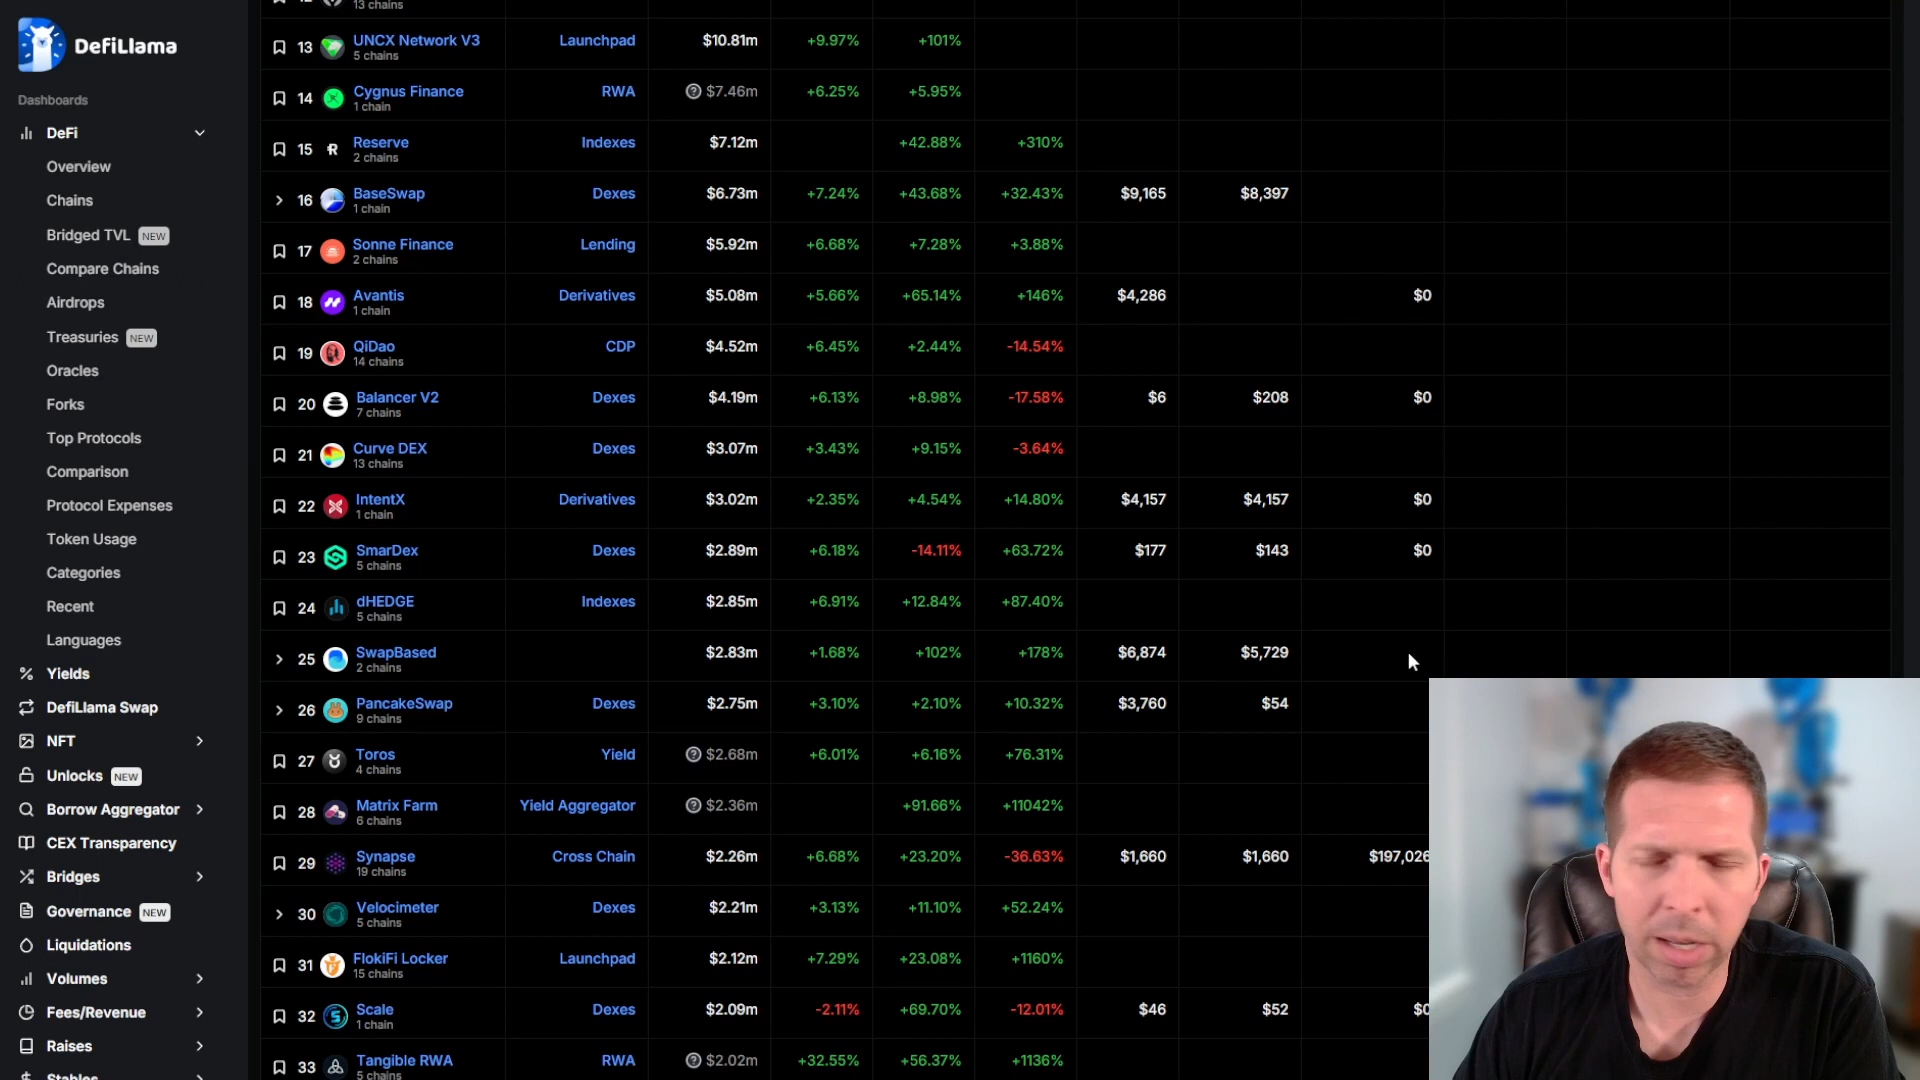 DefiLlama
Dashboards
DeFi
Overview
Chains
Bridged TVL NEW
Compare Chains
Airdrops
Treasuries NEW
Oracles
Forks
Top Protocols
Comparison
Protocol Expenses
Token Usage
Categories
Recent
Languages
Yields
DefiLlama Swap
NFT
Unlocks NEW
Borrow Aggregator
CEX Transparency
Bridges
Governance NEW
Liquidations
Volumes
Fees/Revenue
Raises
Stables
13 chains
13 UNCX Network V3 Launchpad $10.81m +9.97% +101%
5 chains
14 Cygnus Finance RWA $7.46m +6.25% +5.95%
1 chain
15 Reserve Indexes $7.12m +42.88% +310%
2 chains
16 BaseSwap Dexes $6.73m +7.24% +43.68% +32.43% $9,165 $8,397
1 chain
17 Sonne Finance Lending $5.92m +6.68% +7.28% +3.88%
2 chains
18 Avantis Derivatives $5.08m +5.66% +65.14% +146% $4,286 $0
1 chain
19 QiDao CDP $4.52m +6.45% +2.44% -14.54%
14 chains
20 Balancer V2 Dexes $4.19m +6.13% +8.98% -17.58% $6 $208 $0
7 chains
21 Curve DEX Dexes $3.07m +3.43% +9.15% -3.64%
13 chains
22 IntentX Derivatives $3.02m +2.35% +4.54% +14.80% $4,157 $4,157 $0
1 chain
23 SmarDex Dexes $2.89m +6.18% -14.11% +63.72% $177 $143 $0
5 chains
24 dHEDGE Indexes $2.85m +6.91% +12.84% +87.40%
5 chains
25 SwapBased $2.83m +1.68% +102% +178% $6,874 $5,729
2 chains
26 PancakeSwap Dexes $2.75m +3.10% +2.10% +10.32% $3,760 $54
9 chains
27 Toros Yield $2.68m +6.01% +6.16% +76.31%
4 chains
28 Matrix Farm Yield Aggregator $2.36m +91.66% +11042%
6 chains
29 Synapse Cross Chain $2.26m +6.68% +23.20% -36.63% $1,660 $1,660 $197,026
19 chains
30 Velocimeter Dexes $2.21m +3.13% +11.10% +52.24%
5 chains
31 FlokiFi Locker Launchpad $2.12m +7.29% +23.08% +1160%
15 chains
32 Scale Dexes $2.09m -2.11% +69.70% -12.01% $46 $52 $0
1 chain
33 Tangible RWA RWA $2.02m +32.55% +56.37% +1136%
5 chains